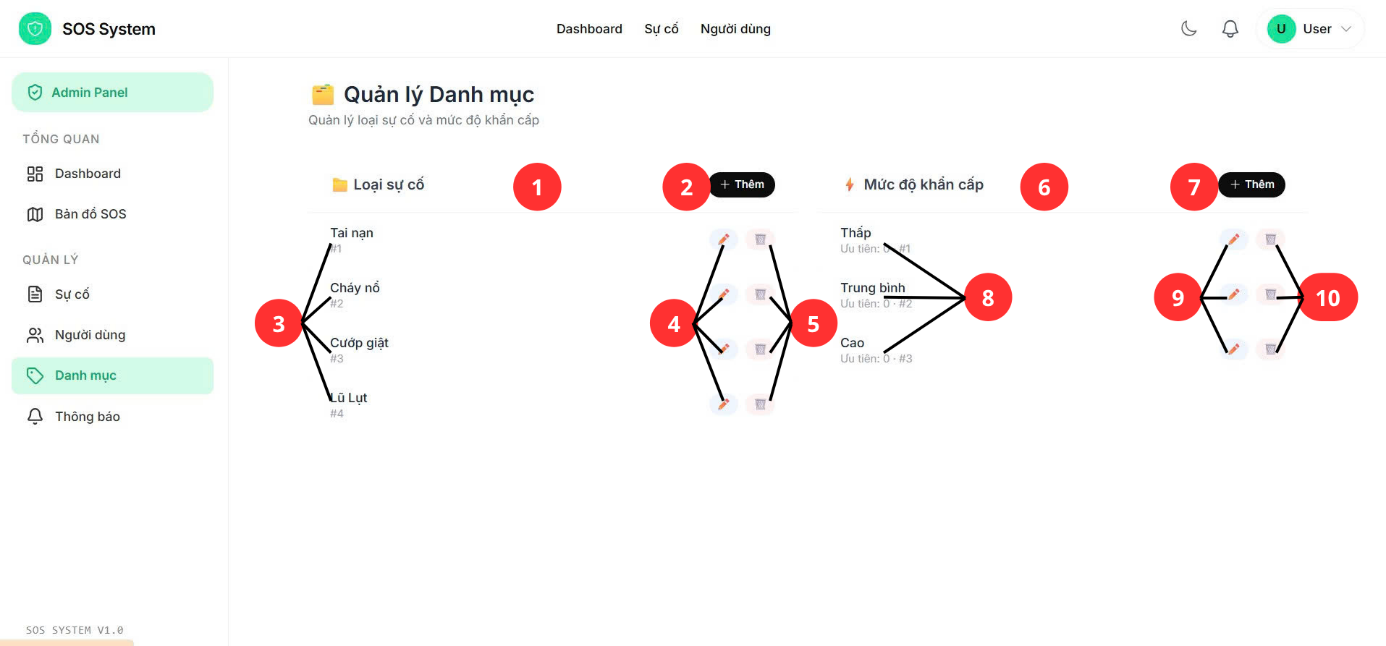 SOS System
Dashboard Sự cố Người dùng
U User
Admin Panel
TỔNG QUAN
Dashboard
Bản đồ SOS
QUẢN LÝ
Sự cố
Người dùng
Danh mục
Thông báo
SOS SYSTEM V1.0
Quản lý Danh mục
Quản lý loại sự cố và mức độ khẩn cấp
Loại sự cố 1 2 + Thêm
Tai nạn
#1
Cháy nổ
#2
3 4 5
Cướp giật
#3
Lũ Lụt
#4
Mức độ khẩn cấp 6 7 + Thêm
Thấp
Ưu tiên: 0 · #1
Trung bình
8 9 10
Ưu tiên: 0 · #2
Cao
Ưu tiên: 0 · #3